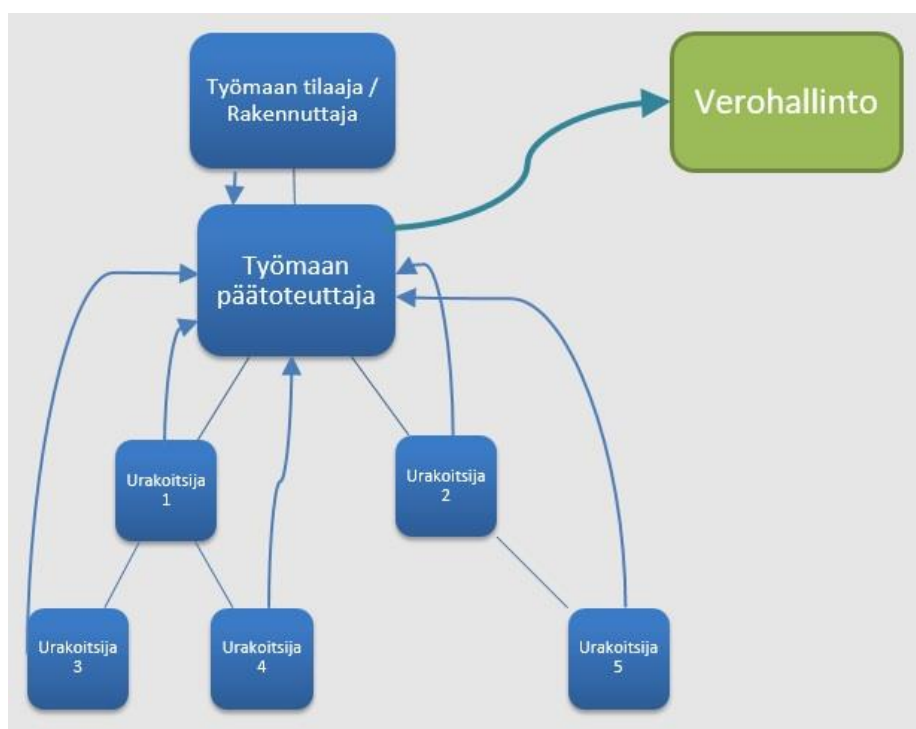 Työmaan tilaaja /
Rakennuttaja
Verohallinto
Työmaan
päätoteuttaja
Urakoitsija
1
Urakoitsija
2
Urakoitsija
3
Urakoitsija
4
Urakoitsija
5